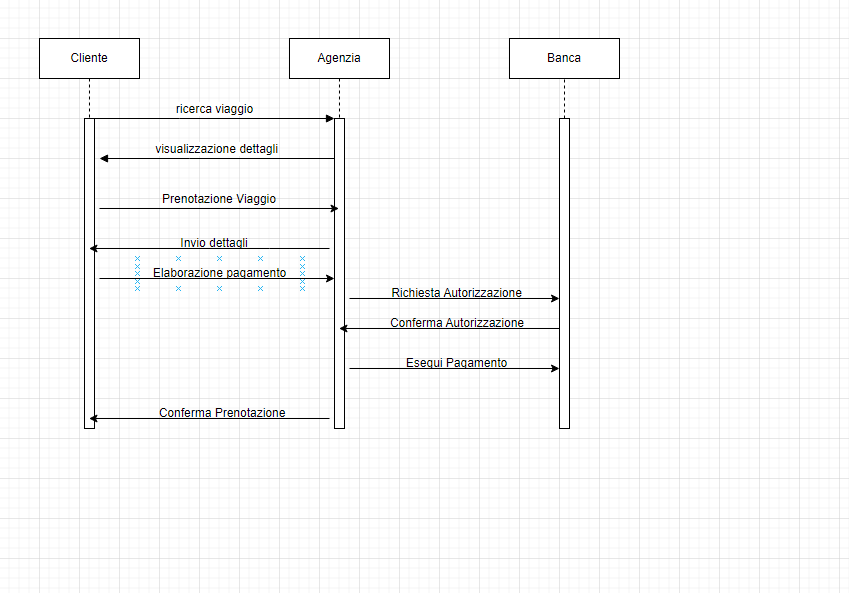 Cliente
Agenzia
Banca
ricerca viaggio
visualizzazione dettagli
Prenotazione Viaggio
Invio dettagli
Elaborazione pagamento
Richiesta Autorizzazione
Conferma Autorizzazione
Esegui Pagamento
Conferma Prenotazione